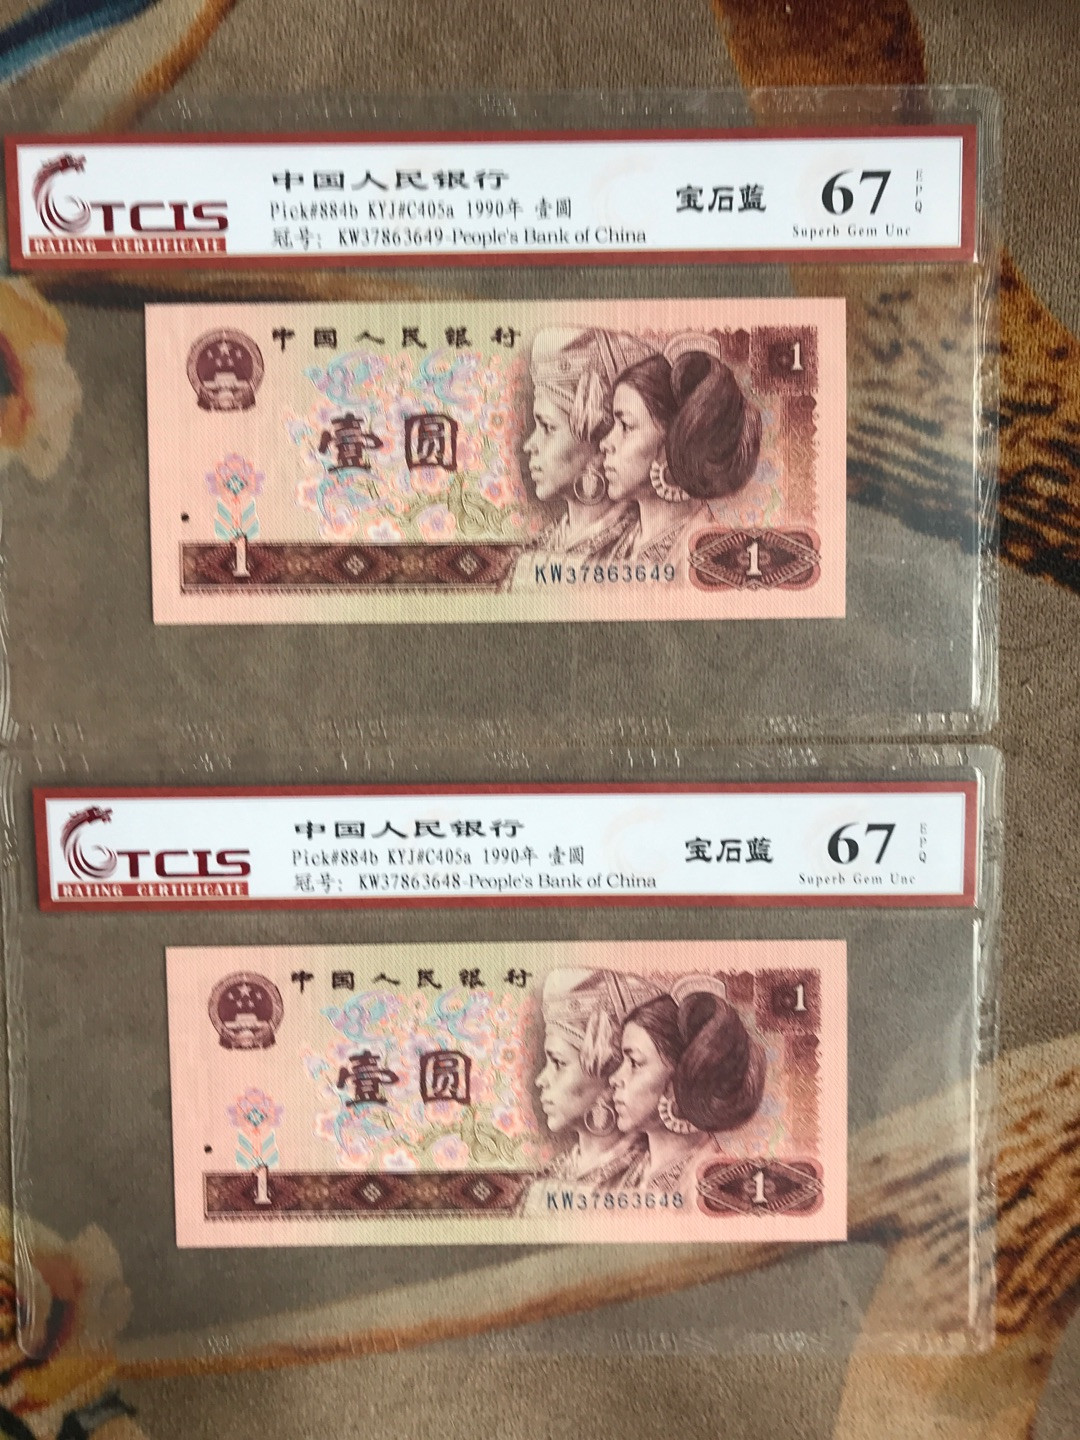 TCIS
RATING CERTIFICATE
中国人民银行
Pick#884b KYJ#C405a 1990年 壹圆
冠号: KW37863649-People's Bank of China
宝石蓝
67
EPQ
Superb Gem Unc
中国人民银行
1
壹圆
1
KW37863649
1
TCIS
RATING CERTIFICATE
中国人民银行
Pick#884b KYJ#C405a 1990年 壹圆
冠号: KW37863648-People's Bank of China
宝石蓝
67
EPQ
Superb Gem Unc
中国人民银行
1
壹圆
1
KW37863648
1